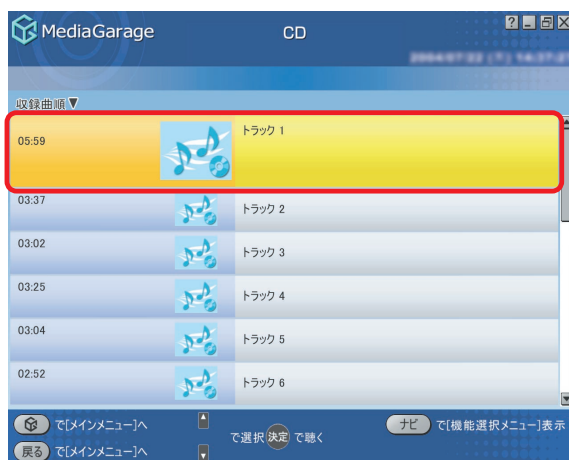 MediaGarage
CD
収録曲順▼
05:59 トラック 1
03:37 トラック 2
03:02 トラック 3
03:25 トラック 4
03:04 トラック 5
02:52 トラック 6
で[メインメニュー]へ
戻る で[メインメニュー]へ
で選択 決定 で聴く
ナビ で[機能選択メニュー]表示